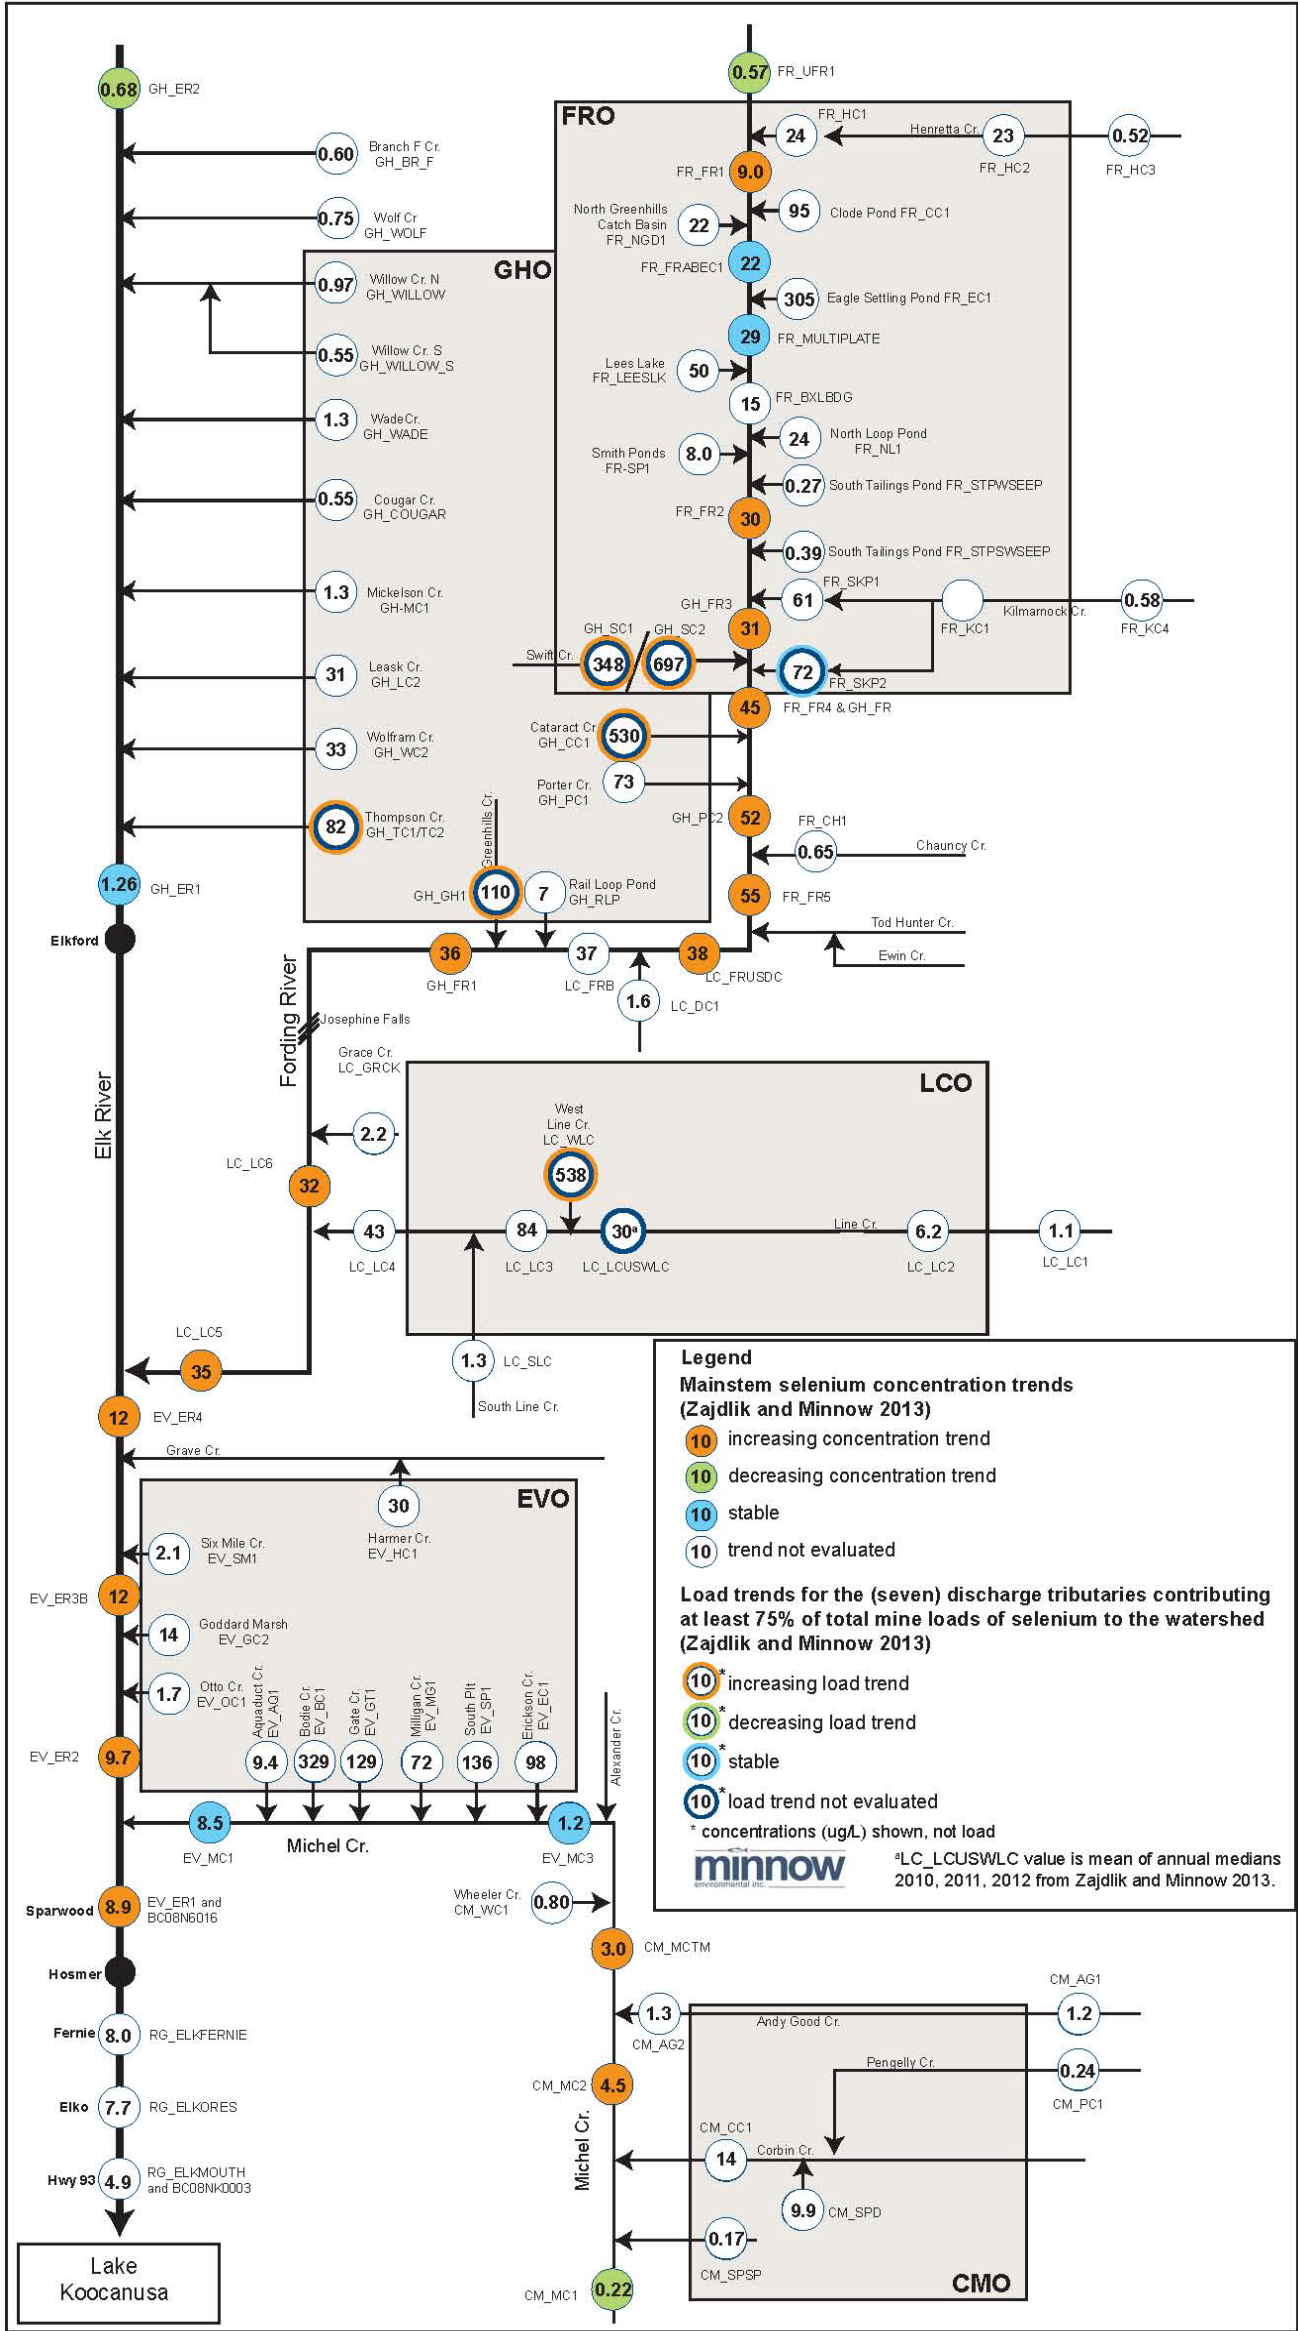 0.68 GH_ER2
0.57 FR_UFR1
FRO
FR_HC1
24
Henretta Cr.
23
FR_HC2
0.52
FR_HC3
0.60 Branch F Cr.
GH_BR_F
FR_FR1 9.0
0.75 Wolf Cr
GH_WOLF
North Greenhills
Catch Basin
FR_NGD1
22
95 Clode Pond FR_CC1
GHO
FR_FRABEC1 22
0.97 Willow Cr. N
GH_WILLOW
305 Eagle Settling Pond FR_EC1
29 FR_MULTIPLATE
0.55 Willow Cr. S
GH_WILLOW_S
Lees Lake
FR_LEESLK
50
15 FR_BXLBDG
1.3 Wade Cr.
GH_WADE
24 North Loop Pond
FR_NL1
Smith Ponds
FR-SP1
8.0
0.27 South Tailings Pond FR_STPWSEEP
0.55 Cougar Cr.
GH_COUGAR
FR_FR2 30
0.39 South Tailings Pond FR_STPSWSEEP
1.3 Mickelson Cr.
GH-MC1
FR_SKP1
61
FR_KC1
Kilmarnock Cr.
0.58
FR_KC4
GH_FR3
31
GH_SC1
GH_SC2
Swift Cr.
348
697
72
FR_SKP2
31 Leask Cr.
GH_LC2
45 FR_FR4 & GH_FR
33 Wolfram Cr.
GH_WC2
Cataract Cr
GH_CC1
530
Porter Cr.
GH_PC1
73
82 Thompson Cr.
GH_TC1/TC2
GH_PC2 52
FR_CH1
0.65
Chauncy Cr.
Greenhills Cr.
1.26 GH_ER1
GH_GH1 110
7 Rail Loop Pond
GH_RLP
55 FR_FR5
Elkford
Tod Hunter Cr.
Ewin Cr.
36
GH_FR1
37
LC_FRB
38
LC_FRUSDC
1.6 LC_DC1
Fording River
Josephine Falls
Elk River
Grace Cr.
LC_GRCK
2.2
LCO
West
Line Cr.
LC_WLC
538
LC_LC6
32
43
LC_LC4
84
LC_LC3
30ª
LC_LCUSWLC
Line Cr.
6.2
LC_LC2
1.1
LC_LC1
1.3 LC_SLC
South Line Cr.
LC_LC5
35
12 EV_ER4
Grave Cr.
EVO
30
Harmer Cr.
EV_HC1
2.1 Six Mile Cr.
EV_SM1
EV_ER3B 12
14 Goddard Marsh
EV_GC2
1.7 Otto Cr.
EV_OC1
EV_ER2 9.7
Aquaduct Cr.
EV_AQ1
9.4
Bodie Cr.
EV_BC1
329
Gate Cr.
EV_GT1
129
Milligan Cr.
EV_MG1
72
South Pit
EV_SP1
136
Erickson Cr.
EV_EC1
98
Alexander Cr.
8.5
EV_MC1
Michel Cr.
1.2
EV_MC3
Sparwood 8.9 EV_ER1 and
BC08N6016
Wheeler Cr.
CM_WC1
0.80
3.0 CM_MCTM
Hosmer
Fernie 8.0 RG_ELKFERNIE
1.3
CM_AG2
Andy Good Cr.
CM_AG1
1.2
Elko 7.7 RG_ELKORES
CM_MC2 4.5
Pengelly Cr.
0.24
CM_PC1
Michel Cr.
CM_CC1
14
Corbin Cr.
9.9 CM_SPD
Hwy 93 4.9 RG_ELKMOUTH
and BC08NK0003
0.17
CM_SPSP
CM_MC1 0.22
CMO
Lake
Koocanusa
Legend
Mainstem selenium concentration trends
(Zajdlik and Minnow 2013)
10 increasing concentration trend
10 decreasing concentration trend
10 stable
10 trend not evaluated
Load trends for the (seven) discharge tributaries contributing
at least 75% of total mine loads of selenium to the watershed
(Zajdlik and Minnow 2013)
10 * increasing load trend
10 * decreasing load trend
10 * stable
10 * load trend not evaluated
* concentrations (ug/L) shown, not load
minnow
environmental inc.
ªLC_LCUSWLC value is mean of annual medians
2010, 2011, 2012 from Zajdlik and Minnow 2013.